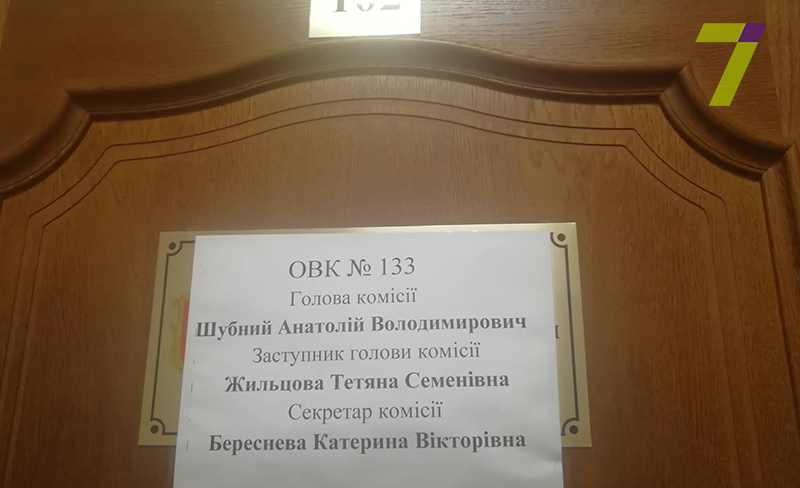 7
ОВК № 133
Голова комісії
Шубний Анатолій Володимирович
Заступник голови комісії
Жильцова Тетяна Семенівна
Секретар комісії
Береснева Катерина Вікторівна